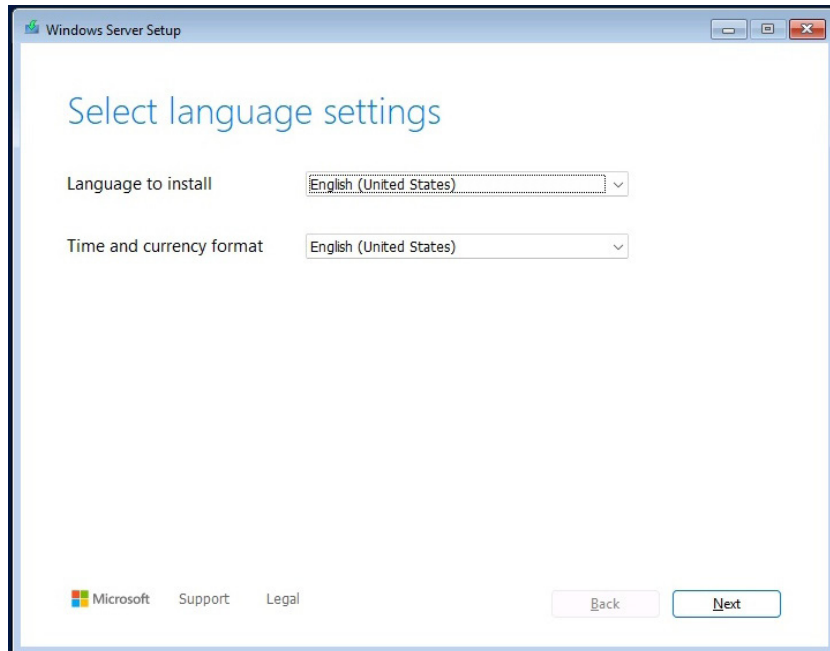 Windows Server Setup
Select language settings
Language to install English (United States)
Time and currency format English (United States)
Microsoft Support Legal Back Next